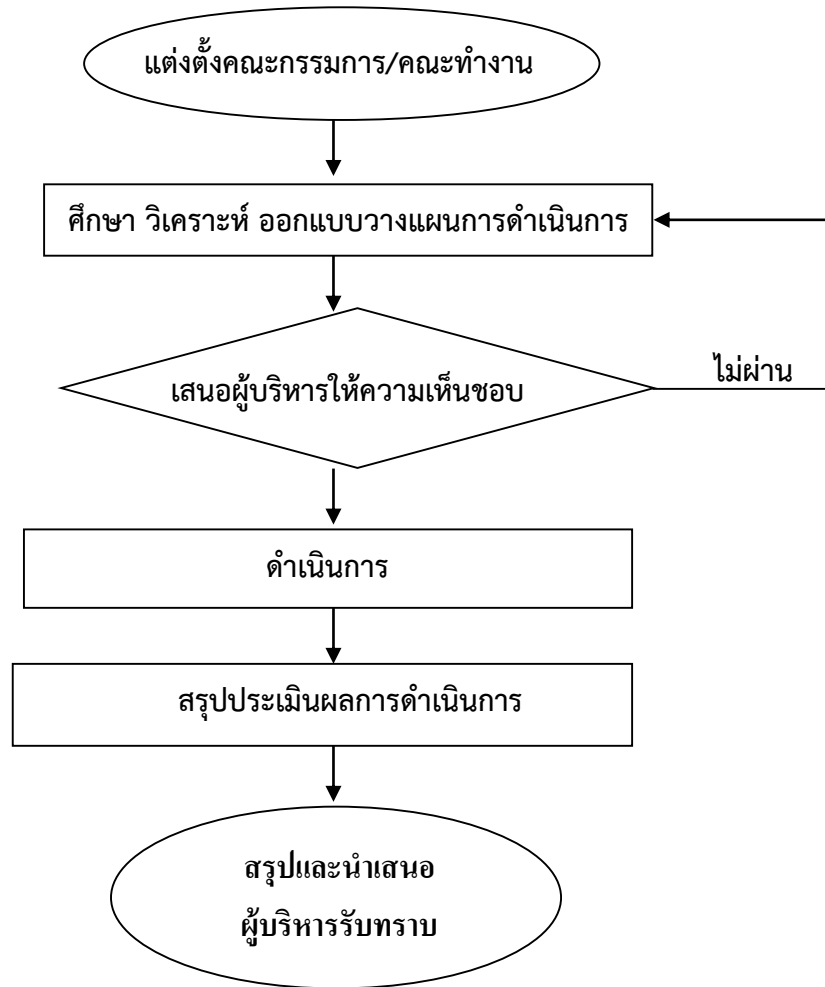 แต่งตั้งคณะกรรมการ/คณะทำงาน
ศึกษา วิเคราะห์ ออกแบบวางแผนการดำเนินการ
เสนอผู้บริหารให้ความเห็นชอบ
ไม่ผ่าน
ดำเนินการ
สรุปประเมินผลการดำเนินการ
สรุปและนำเสนอ
ผู้บริหารรับทราบ